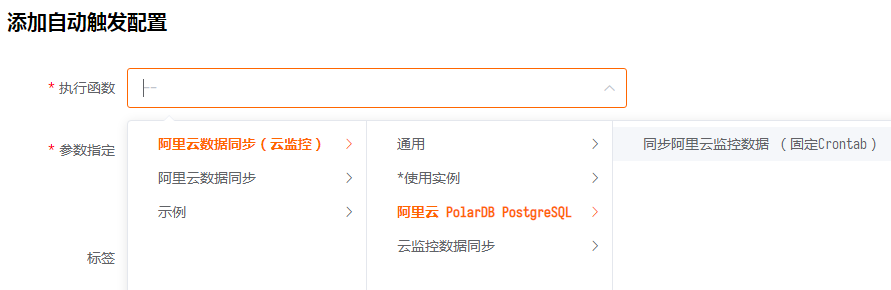 添加自动触发配置
* 执行函数 --
* 参数指定
阿里云数据同步（云监控）
阿里云数据同步
示例
通用
*使用实例
阿里云 PolarDB PostgreSQL
云监控数据同步
同步阿里云监控数据 （固定Crontab）
标签